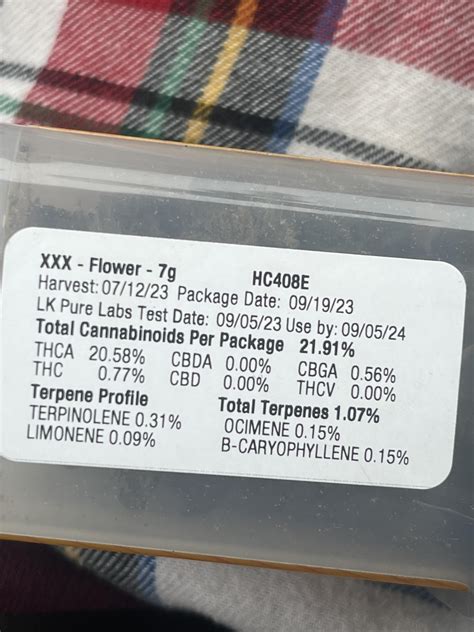 XXX - Flower - 7g HC408E
Harvest: 07/12/23 Package Date: 09/19/23
LK Pure Labs Test Date: 09/05/23 Use by: 09/05/24
Total Cannabinoids Per Package 21.91%
THCA 20.58% CBDA 0.00% CBGA 0.56%
THC 0.77% CBD 0.00% THCV 0.00%
Terpene Profile Total Terpenes 1.07%
TERPINOLENE 0.31% OCIMENE 0.15%
LIMONENE 0.09% B-CARYOPHYLLENE 0.15%